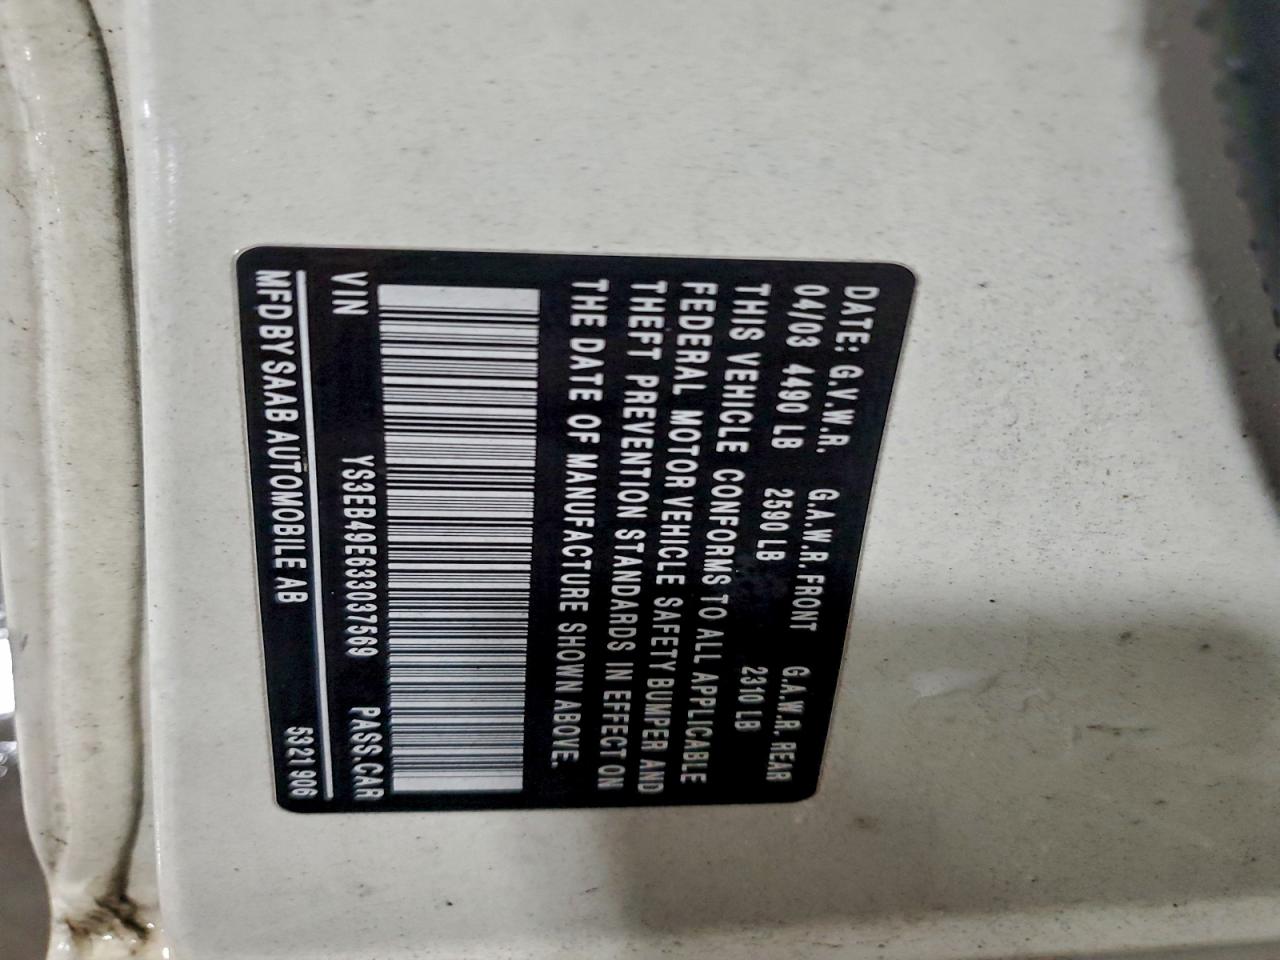 DATE: G.V.W.R. G.A.W.R. FRONT G.A.W.R. REAR
04/03 4490 LB 2590 LB 2310 LB
THIS VEHICLE CONFORMS TO ALL APPLICABLE
FEDERAL MOTOR VEHICLE SAFETY BUMPER AND
THEFT PREVENTION STANDARDS IN EFFECT ON
THE DATE OF MANUFACTURE SHOWN ABOVE.
VIN YS3EB49E633037569 PASS.CAR
MFD BY SAAB AUTOMOBILE AB 5321 906